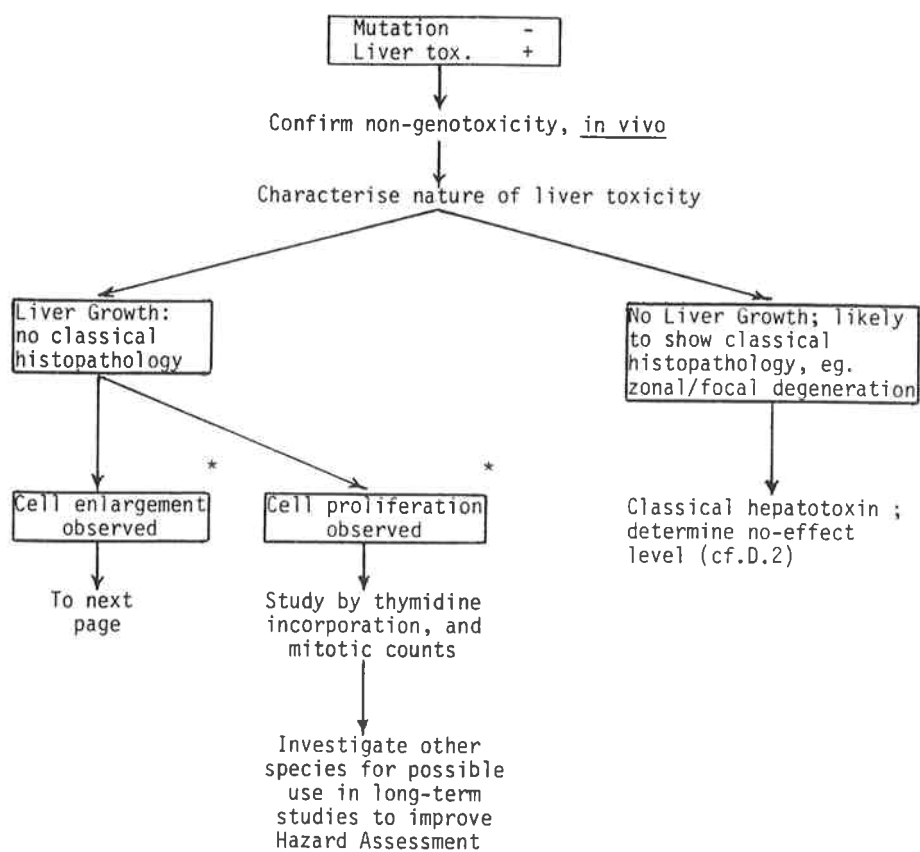 Mutation -
Liver tox. +
Confirm non-genotoxicity, in vivo
Characterise nature of liver toxicity
Liver Growth:
no classical
histopathology
No Liver Growth; likely
to show classical
histopathology, eg.
zonal/focal degeneration
*
*
Cell enlargement
observed
Cell proliferation
observed
Classical hepatotoxin ;
determine no-effect
level (cf.D.2)
To next
page
Study by thymidine
incorporation, and
mitotic counts
Investigate other
species for possible
use in long-term
studies to improve
Hazard Assessment